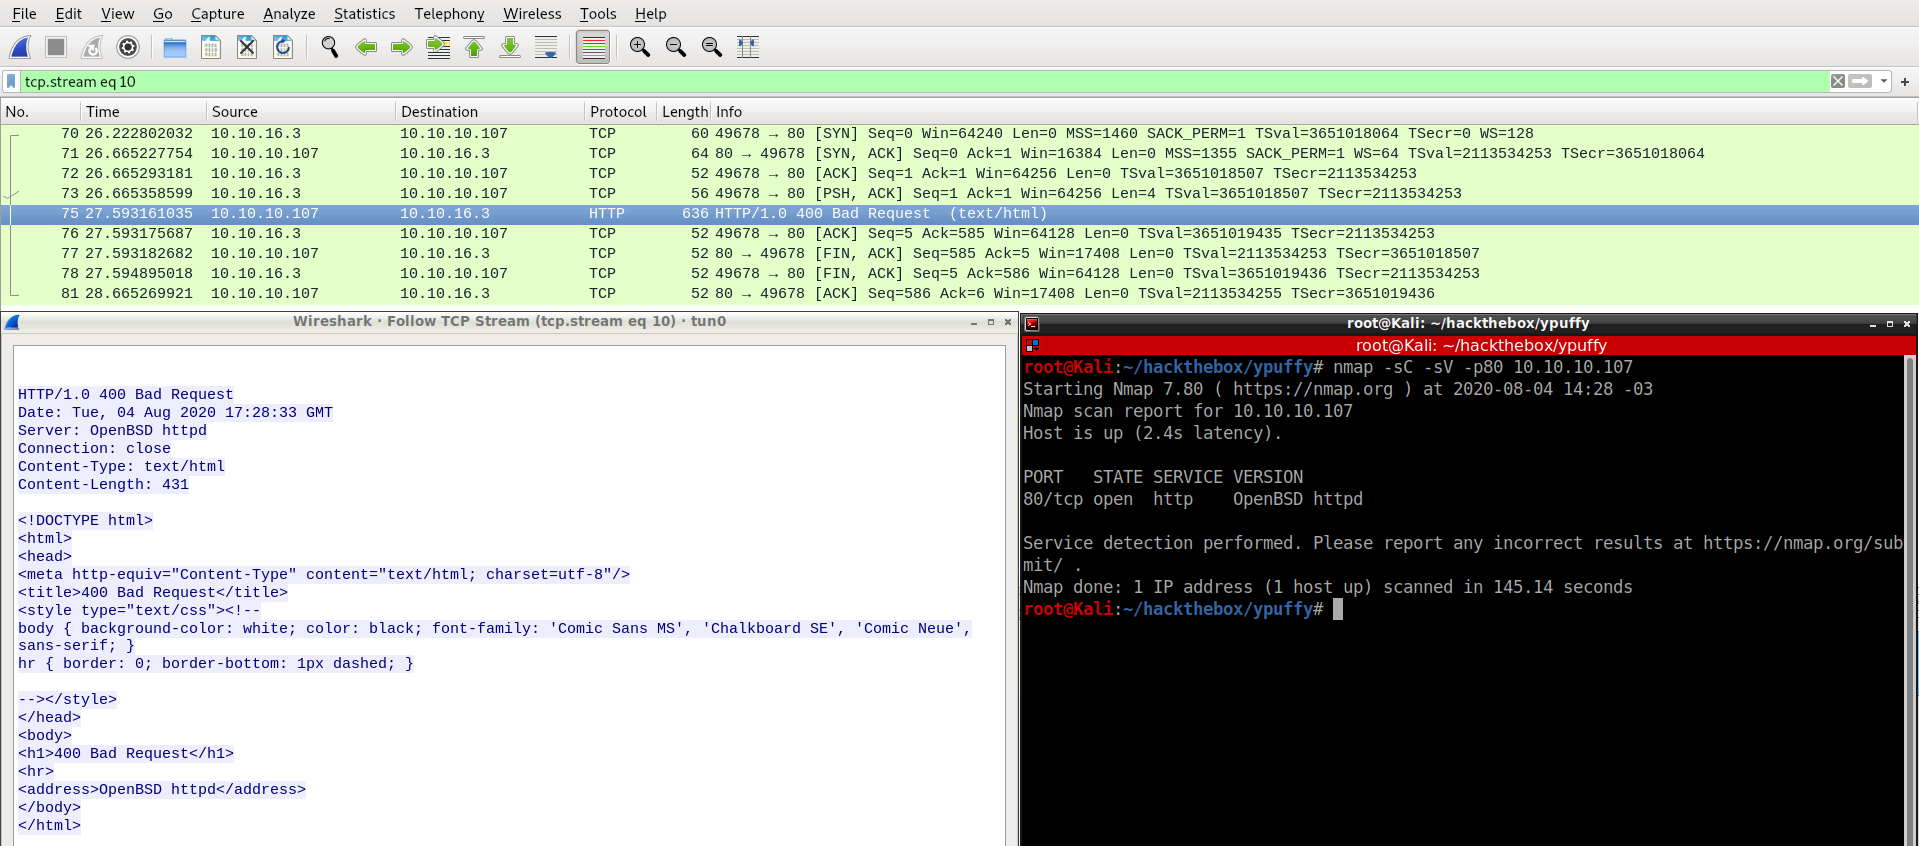 File Edit View Go Capture Analyze Statistics Telephony Wireless Tools Help
tcp.stream eq 10
No. Time Source Destination Protocol Length Info
70 26.222802032 10.10.16.3 10.10.10.107 TCP 60 49678 → 80 [SYN] Seq=0 Win=64240 Len=0 MSS=1460 SACK_PERM=1 TSval=3651018064 TSecr=0 WS=128
71 26.665227754 10.10.10.107 10.10.16.3 TCP 64 80 → 49678 [SYN, ACK] Seq=0 Ack=1 Win=16384 Len=0 MSS=1355 SACK_PERM=1 WS=64 TSval=2113534253 TSecr=3651018064
72 26.665293181 10.10.16.3 10.10.10.107 TCP 52 49678 → 80 [ACK] Seq=1 Ack=1 Win=64256 Len=0 TSval=3651018507 TSecr=2113534253
73 26.665358599 10.10.16.3 10.10.10.107 TCP 56 49678 → 80 [PSH, ACK] Seq=1 Ack=1 Win=64256 Len=4 TSval=3651018507 TSecr=2113534253
75 27.593161035 10.10.10.107 10.10.16.3 HTTP 636 HTTP/1.0 400 Bad Request (text/html)
76 27.593175687 10.10.16.3 10.10.10.107 TCP 52 49678 → 80 [ACK] Seq=5 Ack=585 Win=64128 Len=0 TSval=3651019435 TSecr=2113534253
77 27.593182682 10.10.10.107 10.10.16.3 TCP 52 80 → 49678 [FIN, ACK] Seq=585 Ack=5 Win=17408 Len=0 TSval=2113534253 TSecr=3651018507
78 27.594895018 10.10.16.3 10.10.10.107 TCP 52 49678 → 80 [FIN, ACK] Seq=5 Ack=586 Win=64128 Len=0 TSval=3651019436 TSecr=2113534253
81 28.665269921 10.10.10.107 10.10.16.3 TCP 52 80 → 49678 [ACK] Seq=586 Ack=6 Win=17408 Len=0 TSval=2113534255 TSecr=3651019436
Wireshark · Follow TCP Stream (tcp.stream eq 10) · tun0
HTTP/1.0 400 Bad Request
Date: Tue, 04 Aug 2020 17:28:33 GMT
Server: OpenBSD httpd
Connection: close
Content-Type: text/html
Content-Length: 431
<!DOCTYPE html>
<html>
<head>
<meta http-equiv="Content-Type" content="text/html; charset=utf-8"/>
<title>400 Bad Request</title>
<style type="text/css"><!--
body { background-color: white; color: black; font-family: 'Comic Sans MS', 'Chalkboard SE', 'Comic Neue',
sans-serif; }
hr { border: 0; border-bottom: 1px dashed; }
--></style>
</head>
<body>
<h1>400 Bad Request</h1>
<hr>
<address>OpenBSD httpd</address>
</body>
</html>
root@Kali: ~/hackthebox/ypuffy
root@Kali: ~/hackthebox/ypuffy
root@Kali:~/hackthebox/ypuffy# nmap -sC -sV -p80 10.10.10.107
Starting Nmap 7.80 ( https://nmap.org ) at 2020-08-04 14:28 -03
Nmap scan report for 10.10.10.107
Host is up (2.4s latency).
PORT STATE SERVICE VERSION
80/tcp open http OpenBSD httpd
Service detection performed. Please report any incorrect results at https://nmap.org/sub
mit/ .
Nmap done: 1 IP address (1 host up) scanned in 145.14 seconds
root@Kali:~/hackthebox/ypuffy#